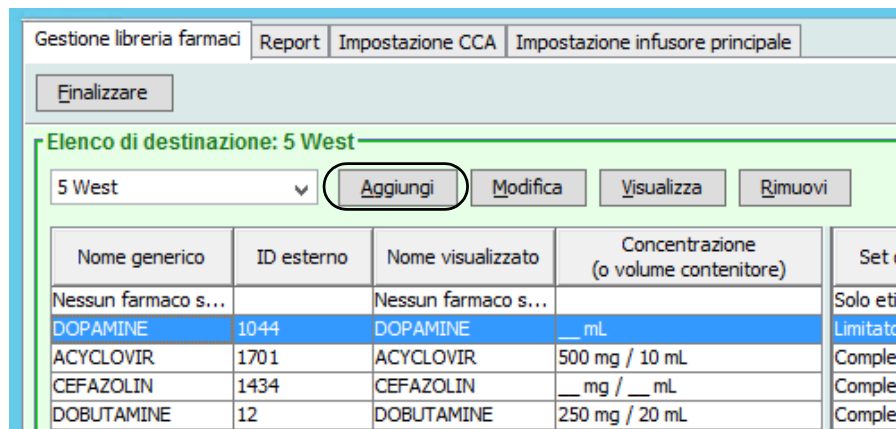 Gestione libreria farmaci Report Impostazione CCA Impostazione infusore principale
Finalizzare
Elenco di destinazione: 5 West
5 West Aggiungi Modifica Visualizza Rimuovi
Nome generico ID esterno Nome visualizzato Concentrazione (o volume contenitore) Set
Nessun farmaco s... Nessun farmaco s... Solo eti
DOPAMINE 1044 DOPAMINE __ mL Limitato
ACYCLOVIR 1701 ACYCLOVIR 500 mg / 10 mL Comple
CEFAZOLIN 1434 CEFAZOLIN __ mg / __ mL Comple
DOBUTAMINE 12 DOBUTAMINE 250 mg / 20 mL Comple